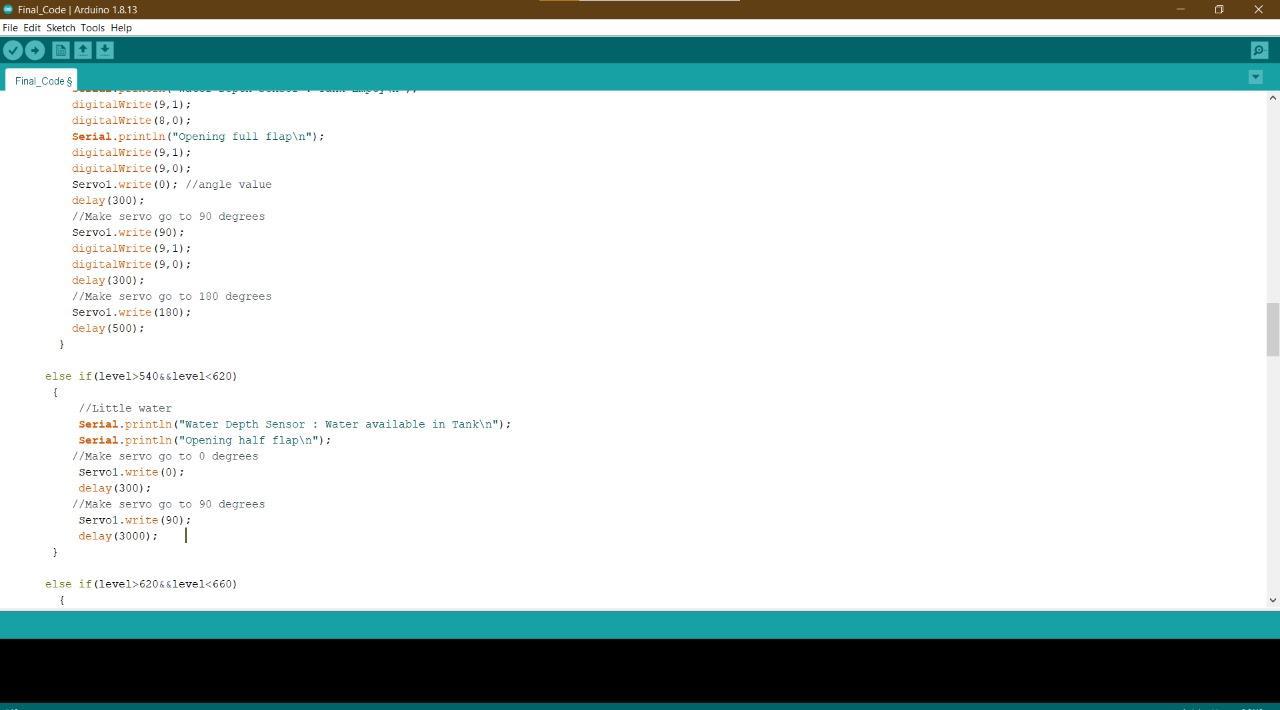 Final_Code | Arduino 1.8.13
File Edit Sketch Tools Help
Final_Code §
digitalWrite(9,1);
digitalWrite(8,0);
Serial.println("Opening full flap\n");
digitalWrite(9,1);
digitalWrite(9,0);
Servo1.write(0); //angle value
delay(300);
//Make servo go to 90 degrees
Servo1.write(90);
digitalWrite(9,1);
digitalWrite(9,0);
delay(300);
//Make servo go to 180 degrees
Servo1.write(180);
delay(500);
}
else if(level>540&&level<620)
{
//Little water
Serial.println("Water Depth Sensor : Water available in Tank\n");
Serial.println("Opening half flap\n");
//Make servo go to 0 degrees
Servo1.write(0);
delay(300);
//Make servo go to 90 degrees
Servo1.write(90);
delay(3000);
}
else if(level>620&&level<660)
{